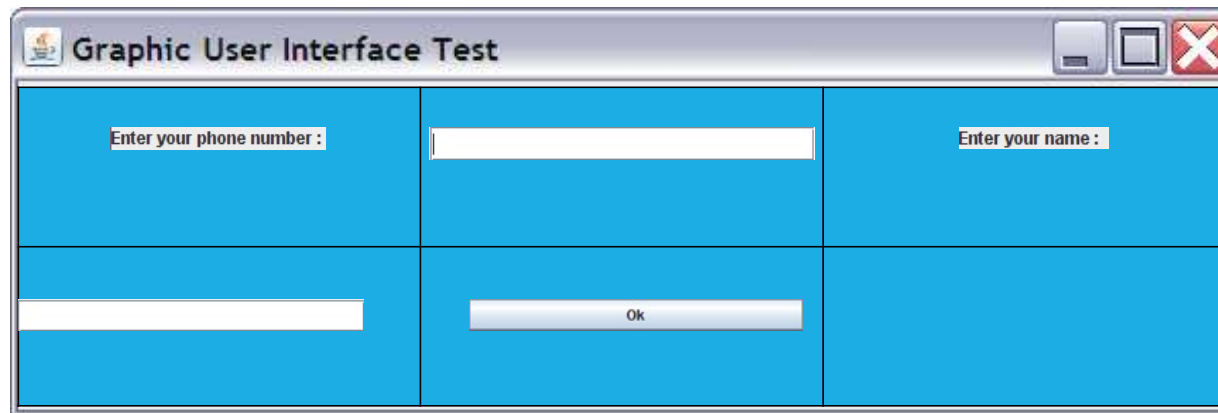 Graphic User Interface Test
Enter your phone number :
Enter your name :
Ok